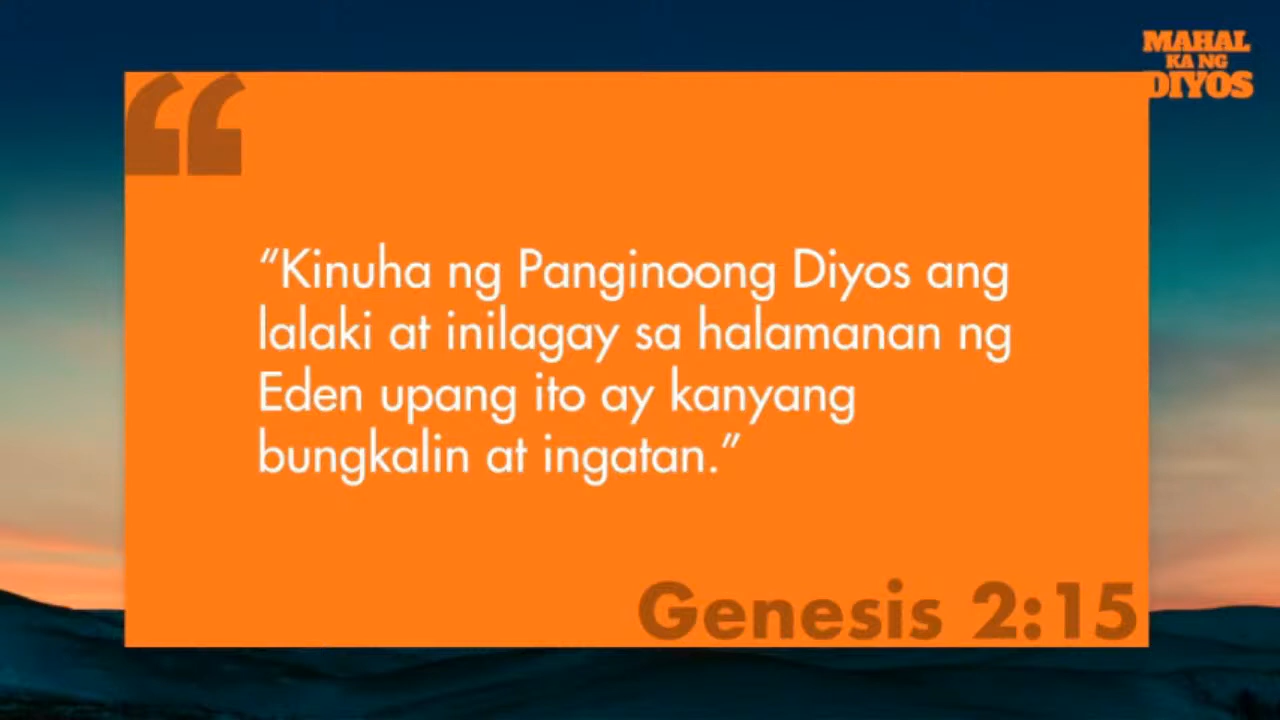 MAHAL
KA NG
DIYOS
“Kinuha ng Panginoong Diyos ang
lalaki at inilagay sa halamanan ng
Eden upang ito ay kanyang
bungkalin at ingatan.”
Genesis 2:15